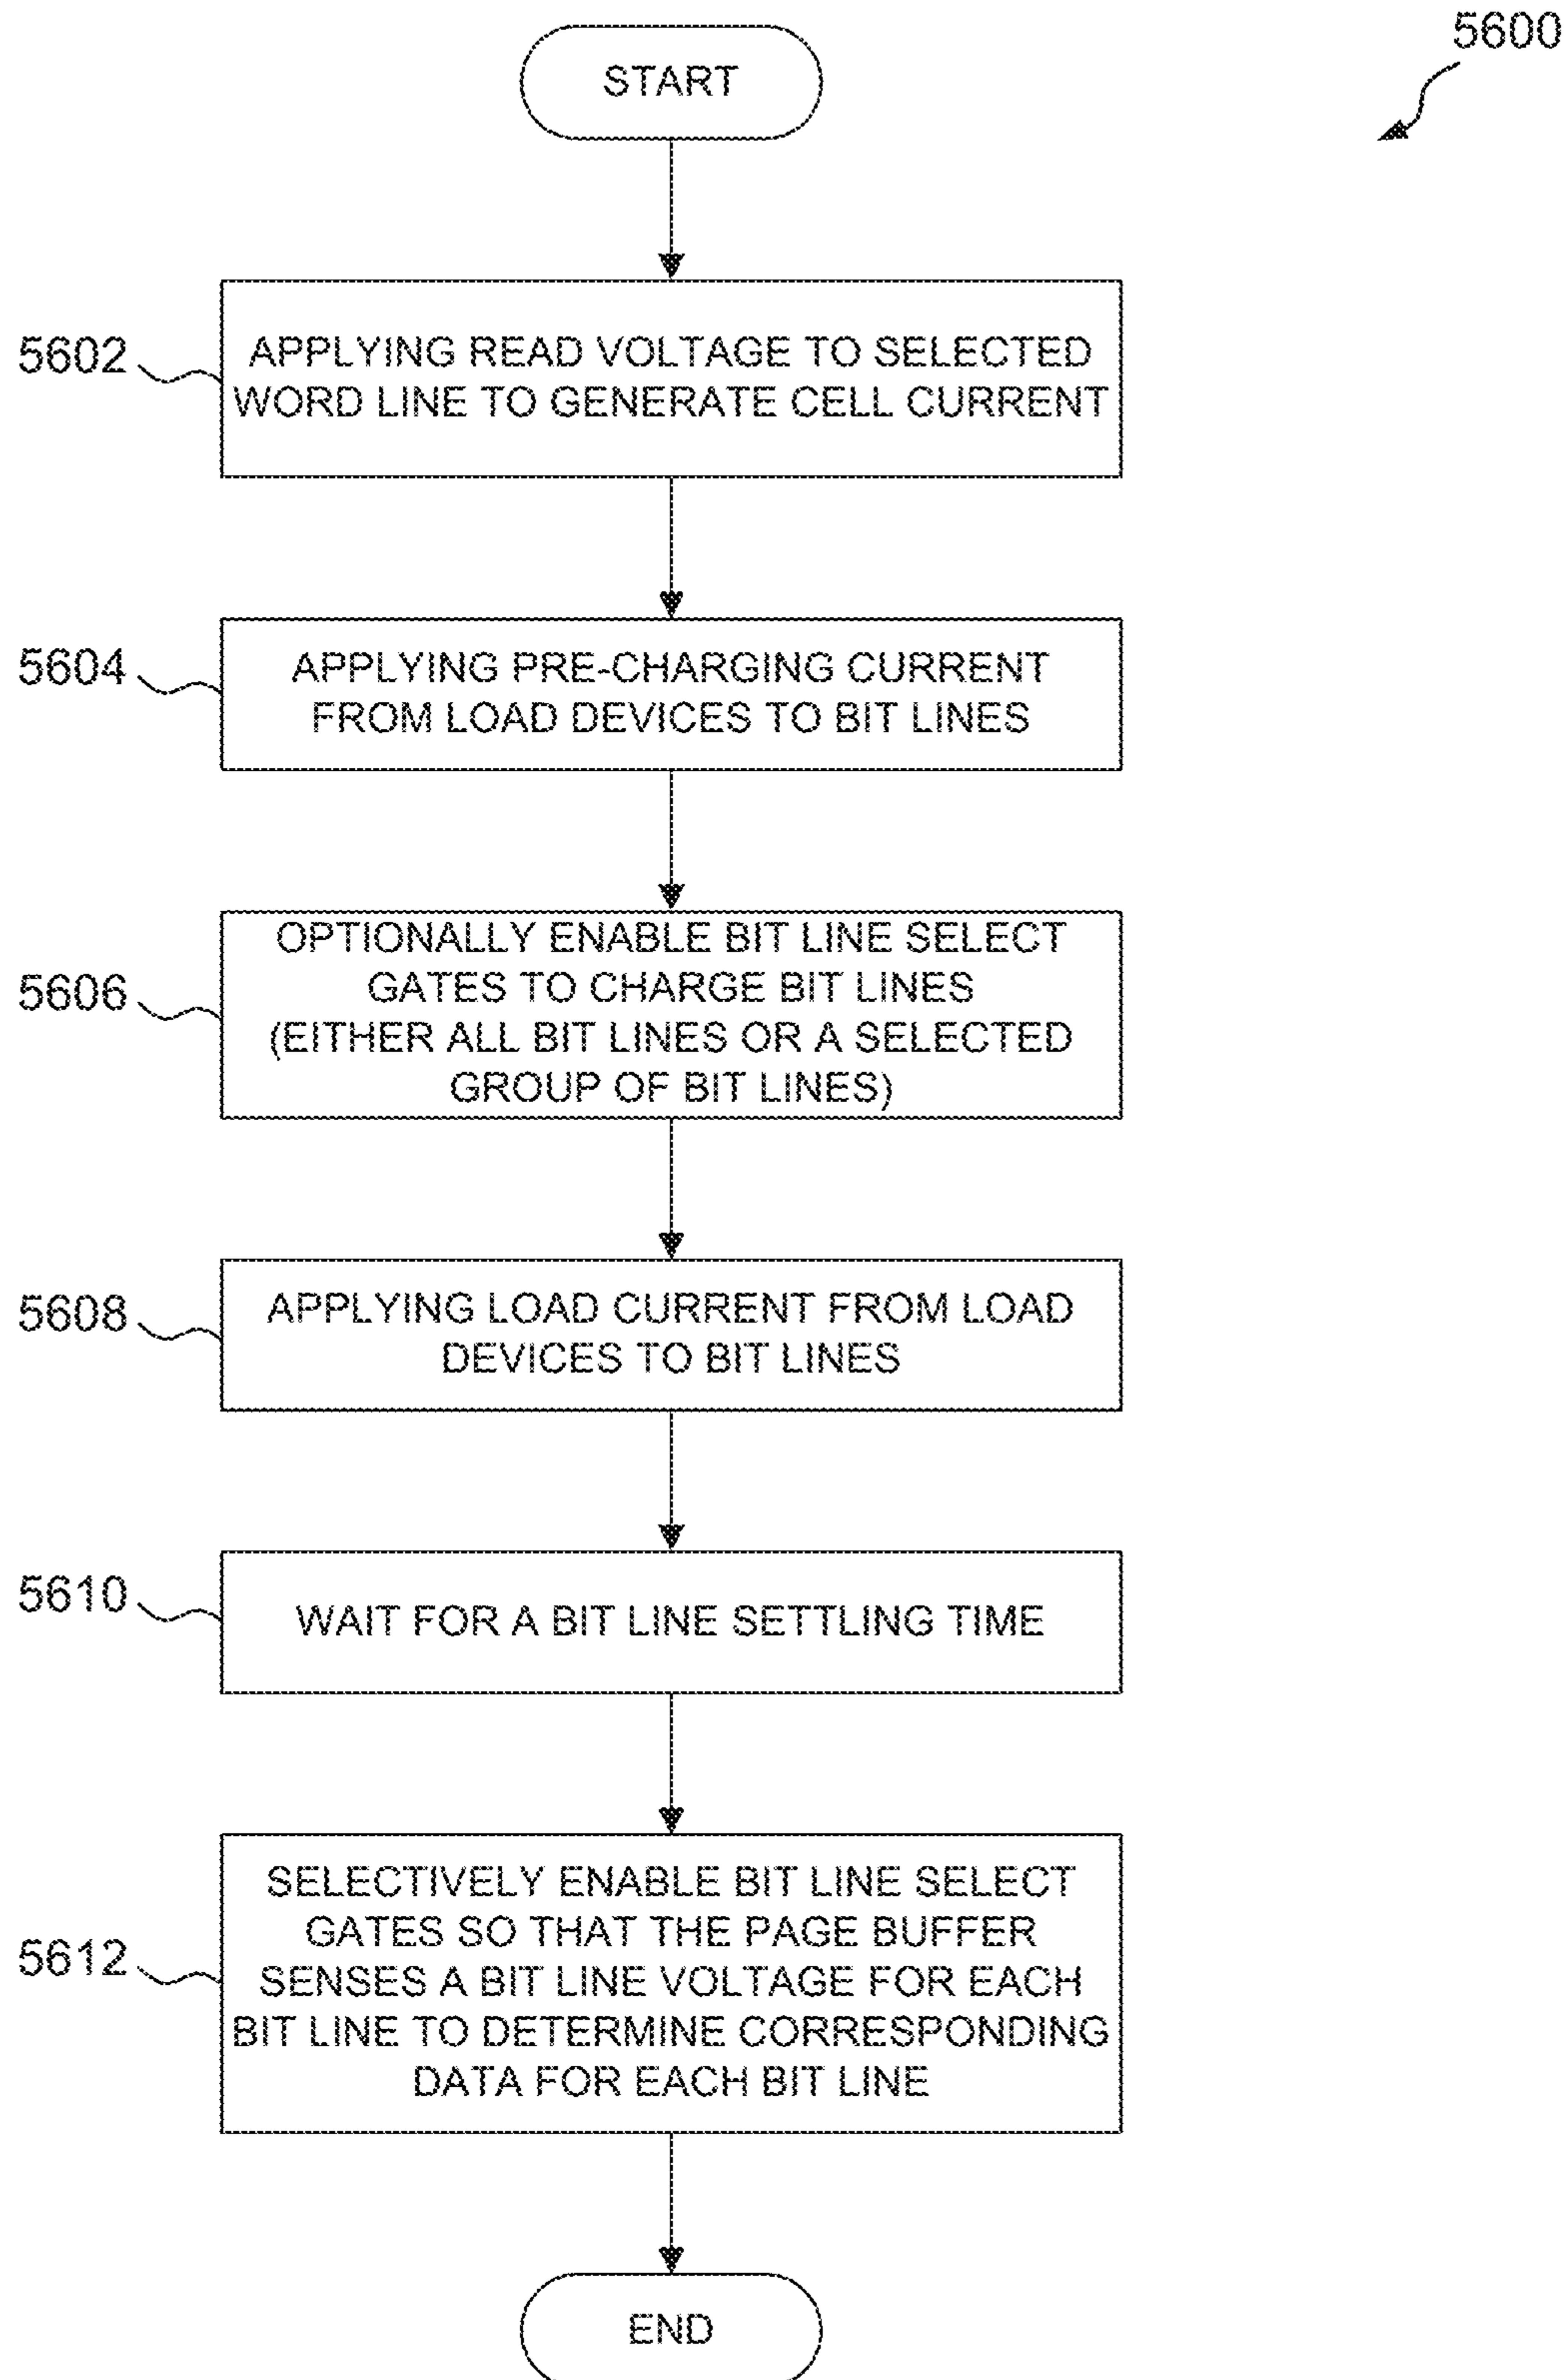 5600
START
5602
APPLYING READ VOLTAGE TO SELECTED
WORD LINE TO GENERATE CELL CURRENT
5604
APPLYING PRE-CHARGING CURRENT
FROM LOAD DEVICES TO BIT LINES
5606
OPTIONALLY ENABLE BIT LINE SELECT
GATES TO CHARGE BIT LINES
(EITHER ALL BIT LINES OR A SELECTED
GROUP OF BIT LINES)
5608
APPLYING LOAD CURRENT FROM LOAD
DEVICES TO BIT LINES
5610
WAIT FOR A BIT LINE SETTLING TIME
5612
SELECTIVELY ENABLE BIT LINE SELECT
GATES SO THAT THE PAGE BUFFER
SENSES A BIT LINE VOLTAGE FOR EACH
BIT LINE TO DETERMINE CORRESPONDING
DATA FOR EACH BIT LINE
END